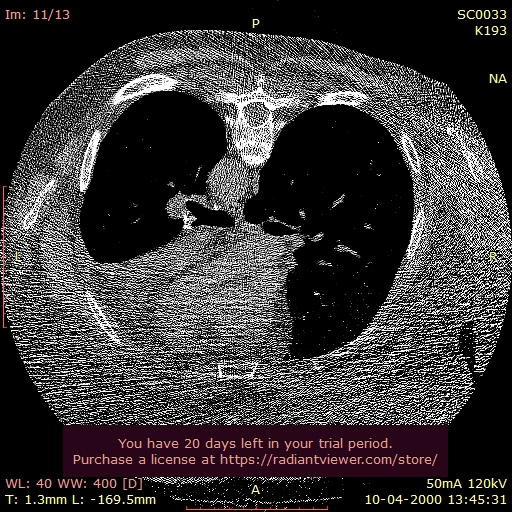 Im: 11/13
P
SC0033
K193
NA
L
R
You have 20 days left in your trial period.
Purchase a license at https://radiantviewer.com/store/
WL: 40 WW: 400 [D]
A
50mA 120kV
T: 1.3mm L: -169.5mm
10-04-2000 13:45:31